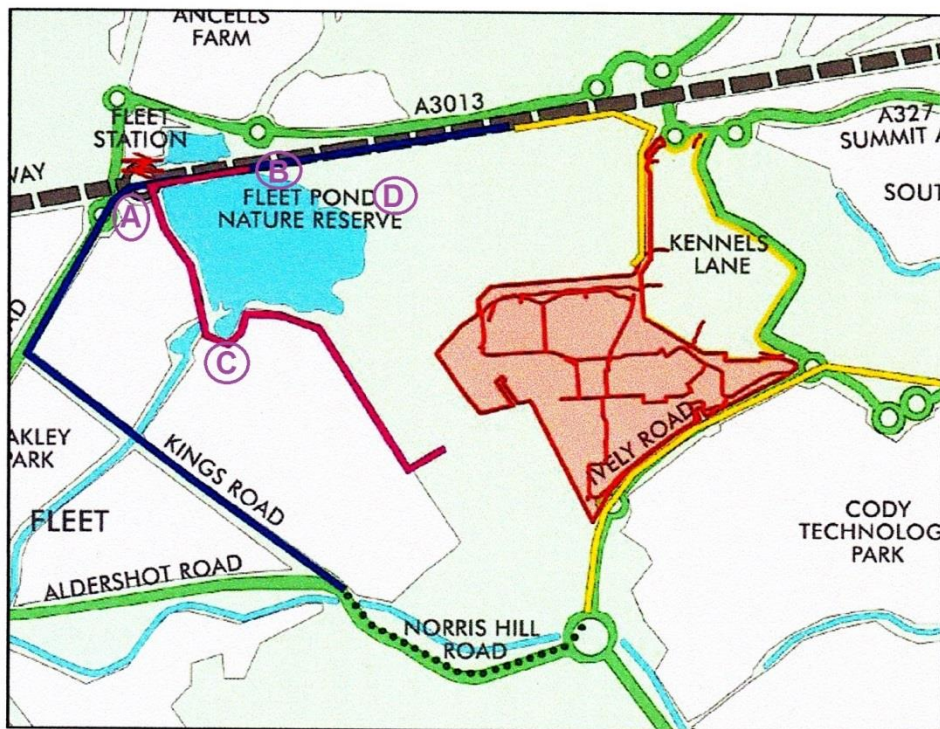 ANCELLS
FARM
A3013
A327
SUMMIT A
FLEET
STATION
WAY
B
FLEET POND
NATURE RESERVE
D
A
SOUT
KENNELS
LANE
C
AKLEY
PARK
KINGS ROAD
IVELY ROAD
FLEET
CODY
TECHNOLOG
PARK
ALDERSHOT ROAD
NORRIS HILL
ROAD